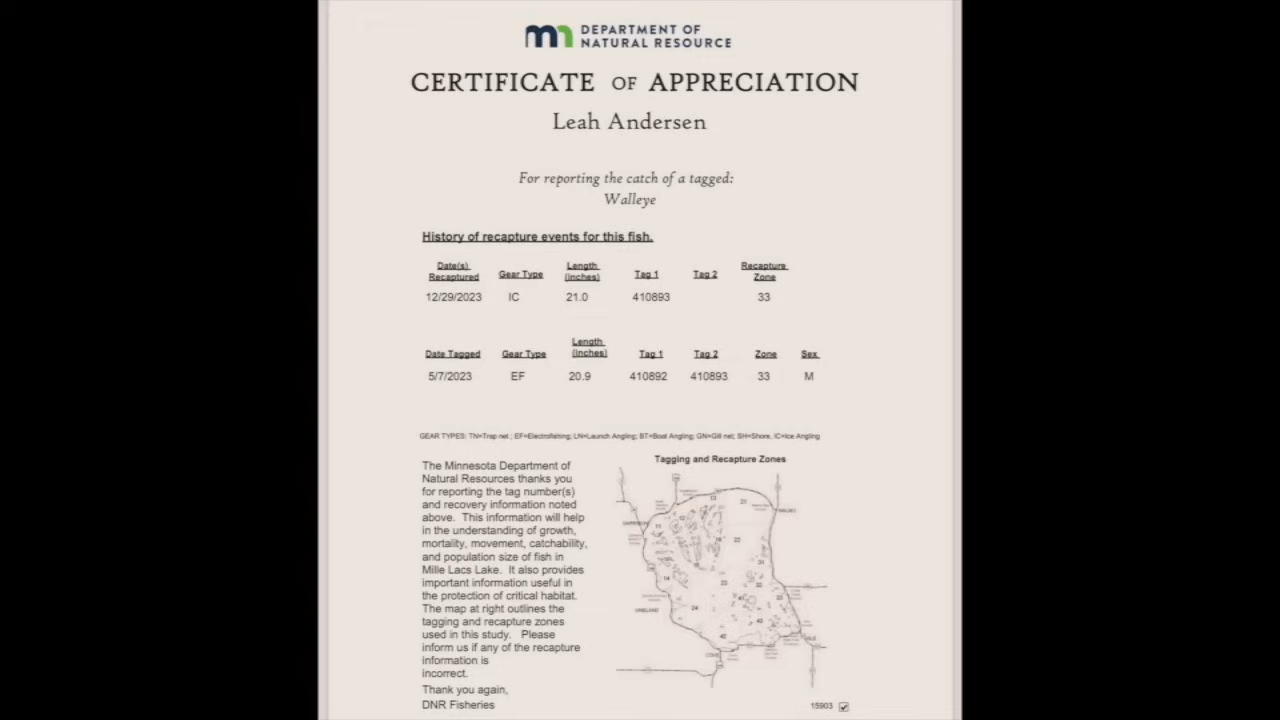 DEPARTMENT OF
NATURAL RESOURCE
CERTIFICATE OF APPRECIATION
Leah Andersen
For reporting the catch of a tagged:
Walleye
History of recapture events for this fish.
Date(s) Recaptured Gear Type Length (inches) Tag 1 Tag 2 Recapture Zone
12/29/2023 IC 21.0 410893 33
Date Tagged Gear Type Length (inches) Tag 1 Tag 2 Zone Sex
5/7/2023 EF 20.9 410892 410893 33 M
GEAR TYPES: TN=Trap net ; EF=Electrofishing; LN=Launch Angling; BT=Boat Angling; GN=Gill net; SH=Shore, IC=Ice Angling
The Minnesota Department of
Natural Resources thanks you
for reporting the tag number(s)
and recovery information noted
above. This information will help
in the understanding of growth,
mortality, movement, catchability,
and population size of fish in
Mille Lacs Lake. It also provides
important information useful in
the protection of critical habitat.
The map at right outlines the
tagging and recapture zones
used in this study. Please
inform us if any of the recapture
information is
incorrect.
Thank you again,
DNR Fisheries
Tagging and Recapture Zones
21
22
14
23
24
15903